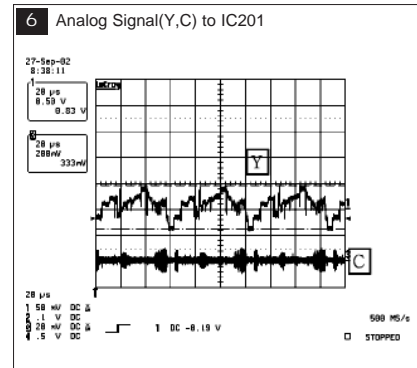 6 Analog Signal(Y,C) to IC201
27-Sep-02
8:38:11
1
20 µs
0.50 V
0.83 V
20 µs
200mV
333mV
LeCroy
Y
1
C
20 µs
1 50 mV DC
2 .1 V DC
3 20 mV DC
4 .5 V DC
1 DC -0.19 V
500 MS/s
STOPPED